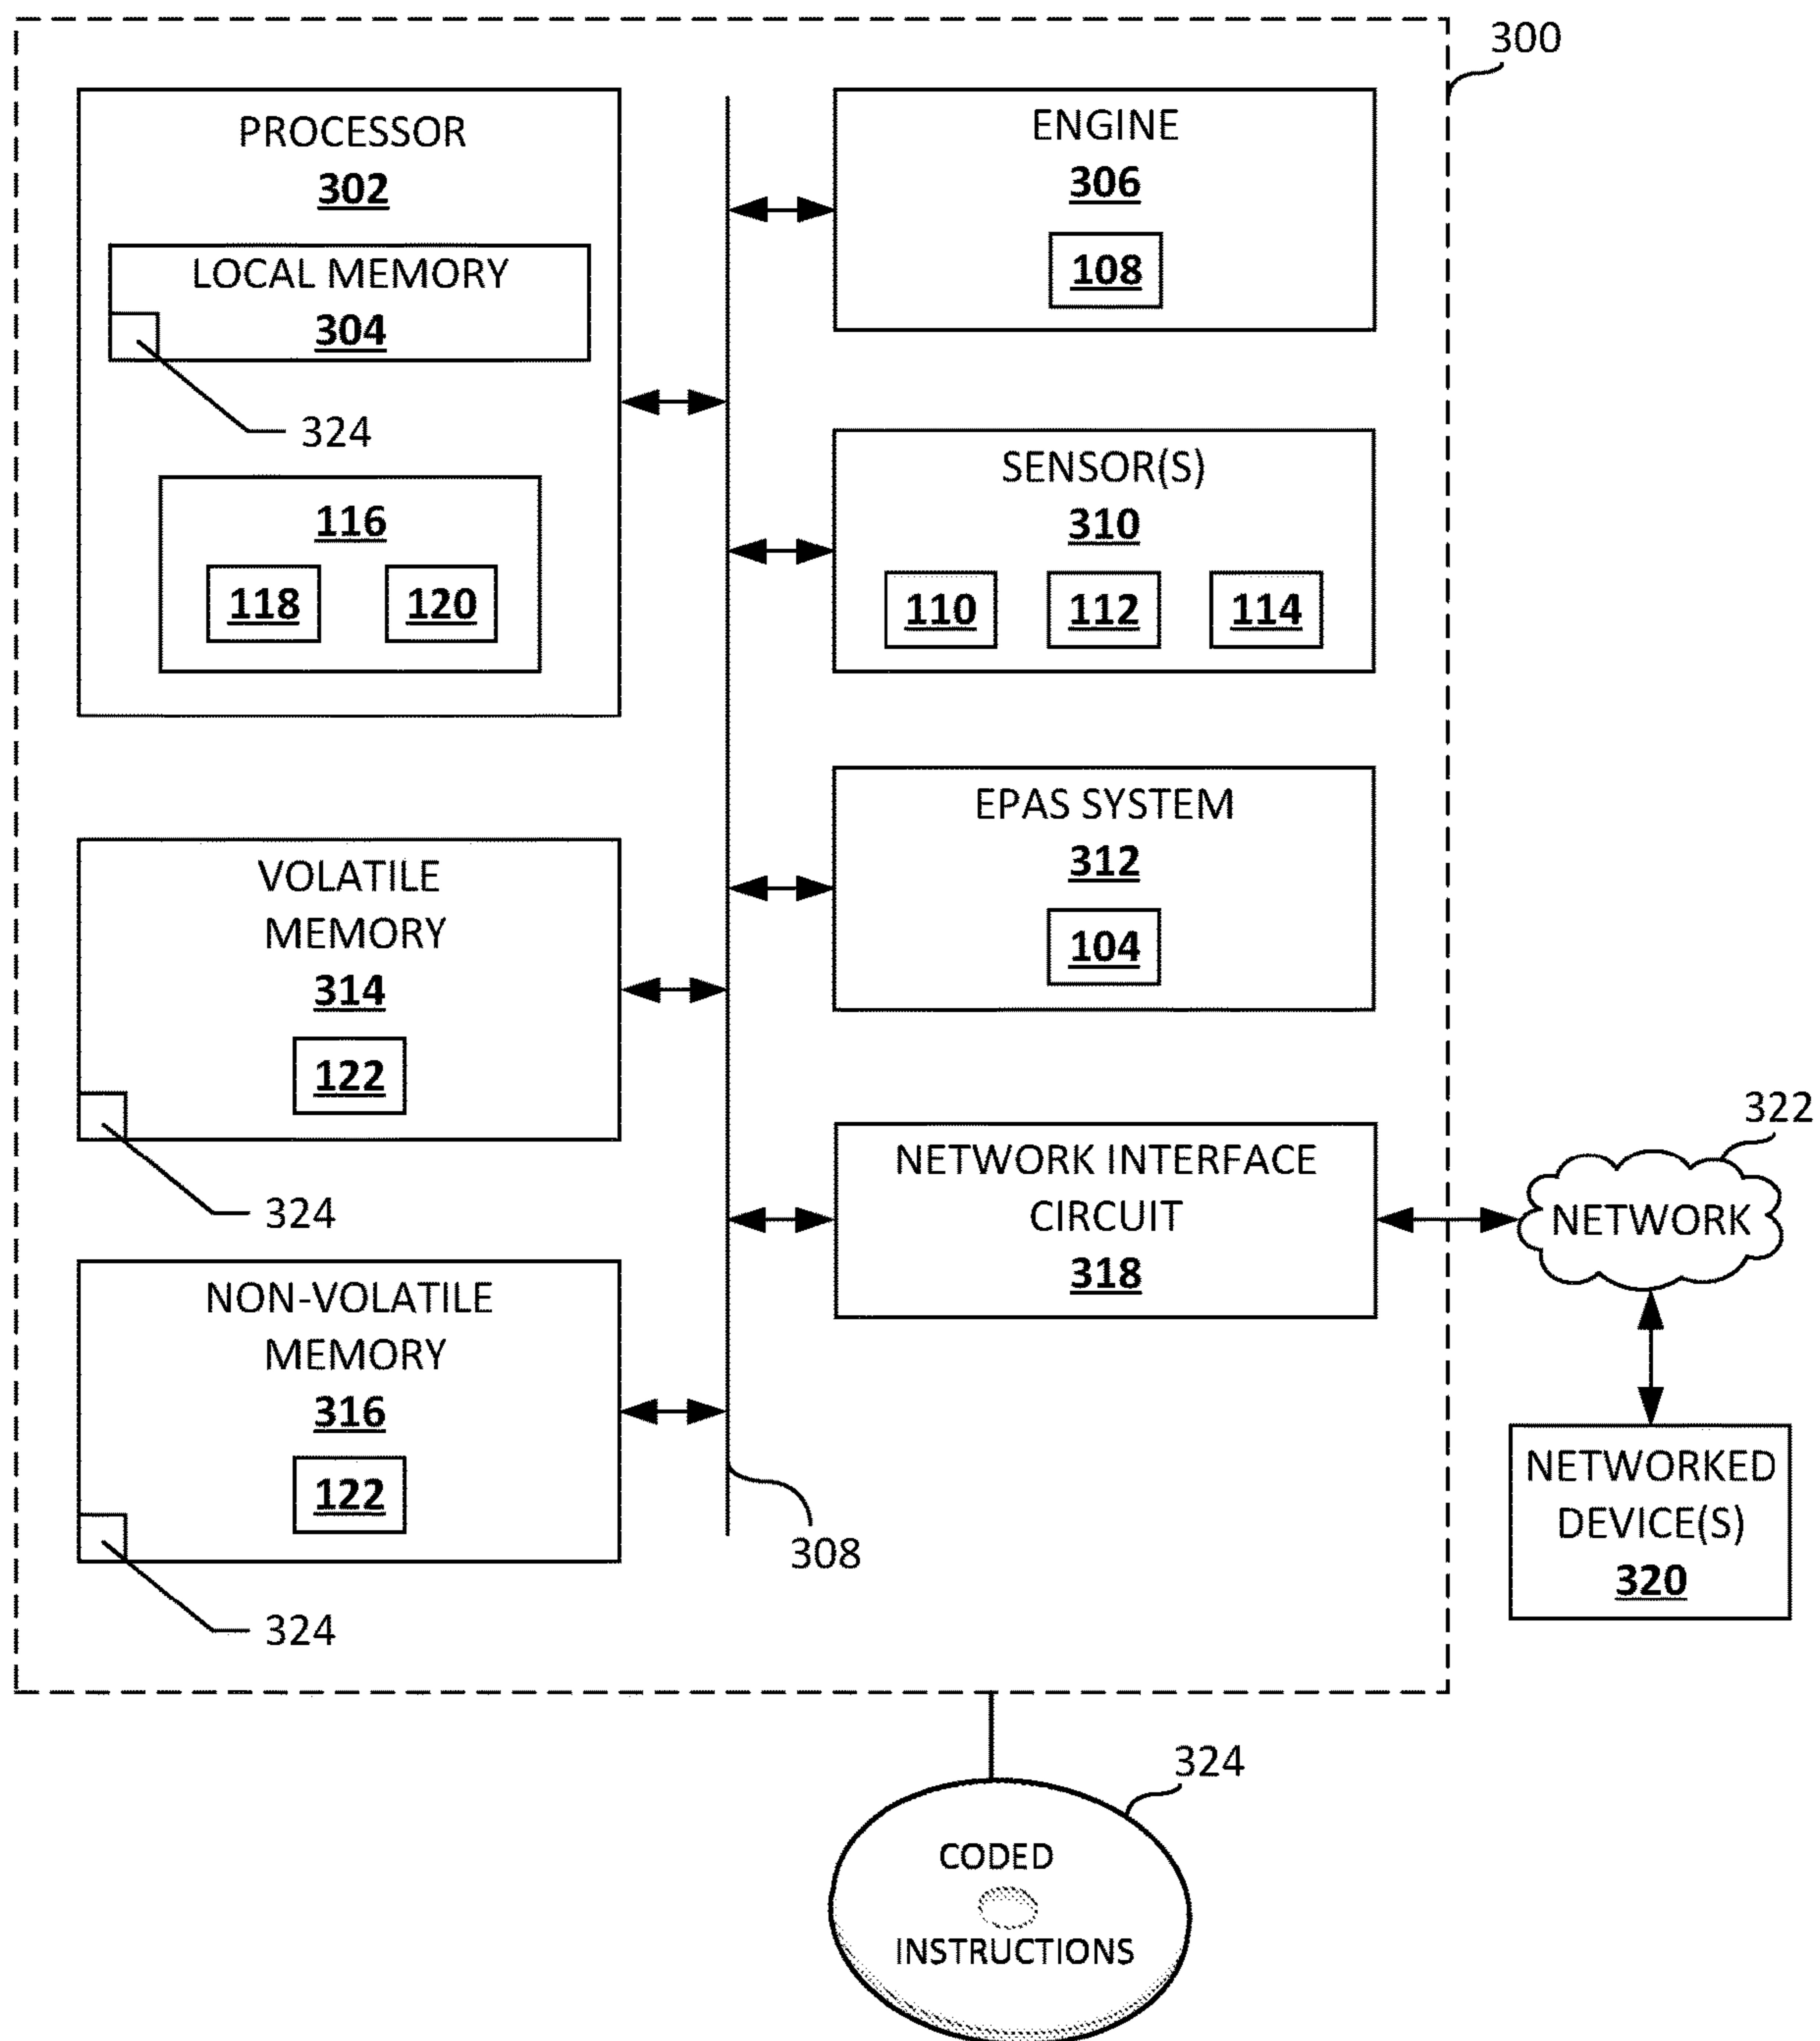 300
PROCESSOR
302
LOCAL MEMORY
304
324
116
118 120
ENGINE
306
108
SENSOR(S)
310
110 112 114
EPAS SYSTEM
312
104
VOLATILE
MEMORY
314
122
324
NON-VOLATILE
MEMORY
316
122
324
NETWORK INTERFACE
CIRCUIT
318
308
322
NETWORK
NETWORKED
DEVICE(S)
320
324
CODED
INSTRUCTIONS